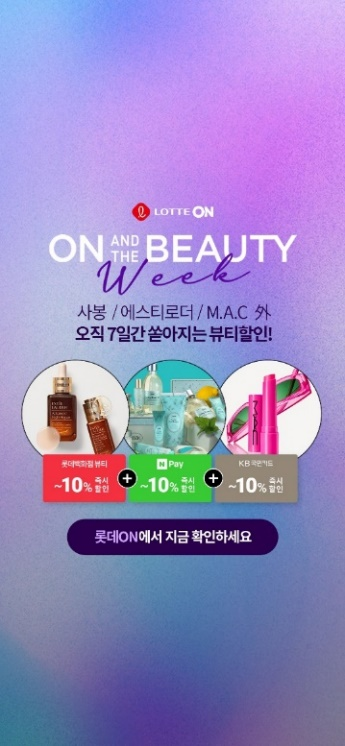 LOTTE ON
ON AND THE BEAUTY
Week
사봉 / 에스티로더 / M.A.C 外
오직 7일간 쏟아지는 뷰티할인!
MAC
롯데백화점 뷰티
~10% 즉시 할인
+
N Pay
~10% 즉시 할인
+
KB 국민카드
~10% 즉시 할인
롯데ON에서 지금 확인하세요